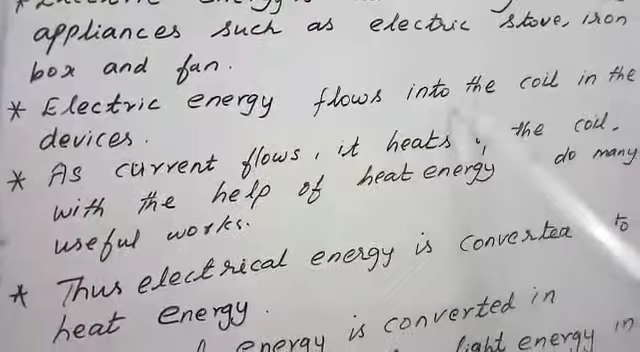 appliances such as electric stove, iron
box and fan.
* Electric energy flows into the coil in the
devices.
* As current flows, it heats the coil.
with the help of heat energy do many
useful works.
* Thus electrical energy is converted to
heat energy.
energy is converted in
light energy in